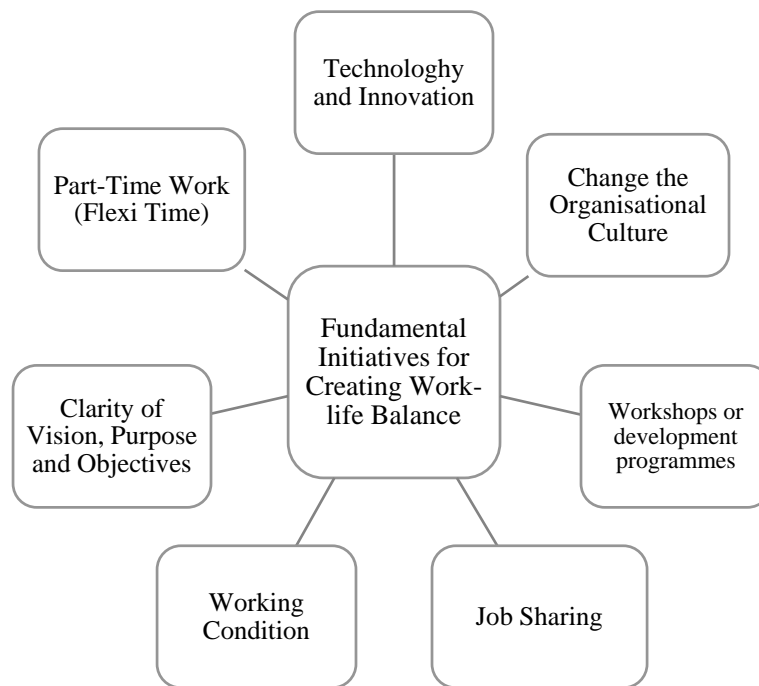 Technologhy
and Innovation
Part-Time Work
(Flexi Time)
Change the
Organisational
Culture
Fundamental
Initiatives for
Creating Work-
life Balance
Clarity of
Vision, Purpose
and Objectives
Workshops or
development
programmes
Working
Condition
Job Sharing